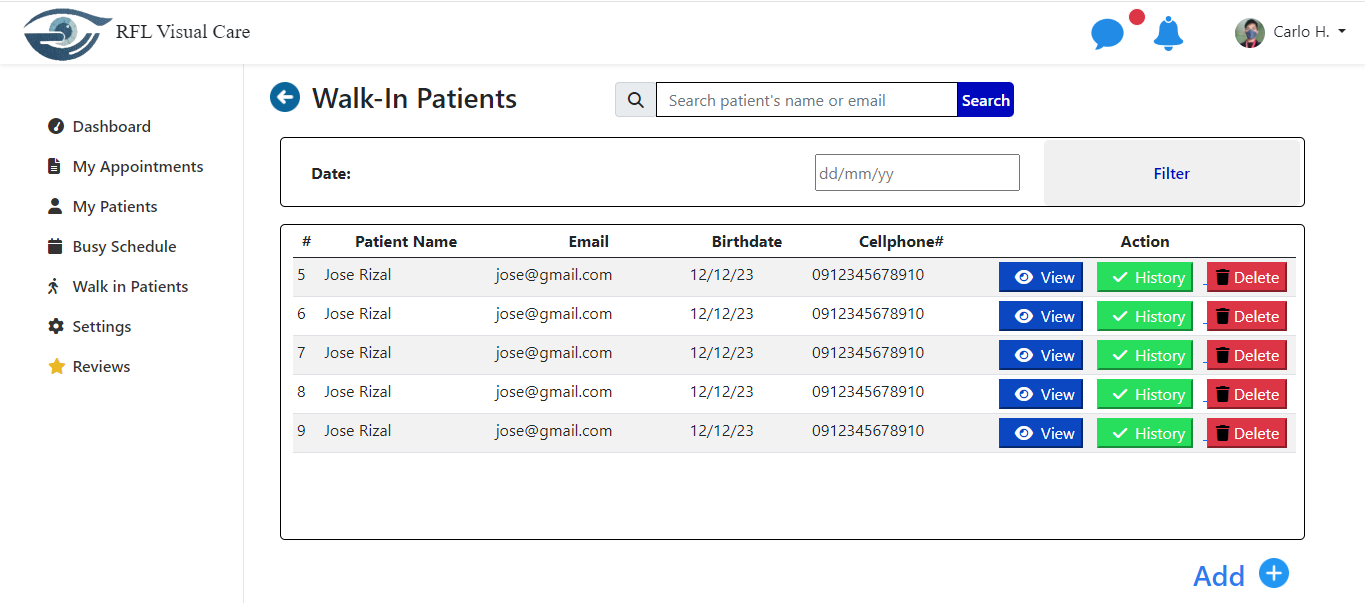 RFL Visual Care
Carlo H.
Walk-In Patients
Search patient's name or email
Search
Dashboard
My Appointments
My Patients
Busy Schedule
Walk in Patients
Settings
Reviews
Date:
dd/mm/yy
Filter
# Patient Name Email Birthdate Cellphone# Action
5 Jose Rizal jose@gmail.com 12/12/23 0912345678910 View History Delete
6 Jose Rizal jose@gmail.com 12/12/23 0912345678910 View History Delete
7 Jose Rizal jose@gmail.com 12/12/23 0912345678910 View History Delete
8 Jose Rizal jose@gmail.com 12/12/23 0912345678910 View History Delete
9 Jose Rizal jose@gmail.com 12/12/23 0912345678910 View History Delete
Add